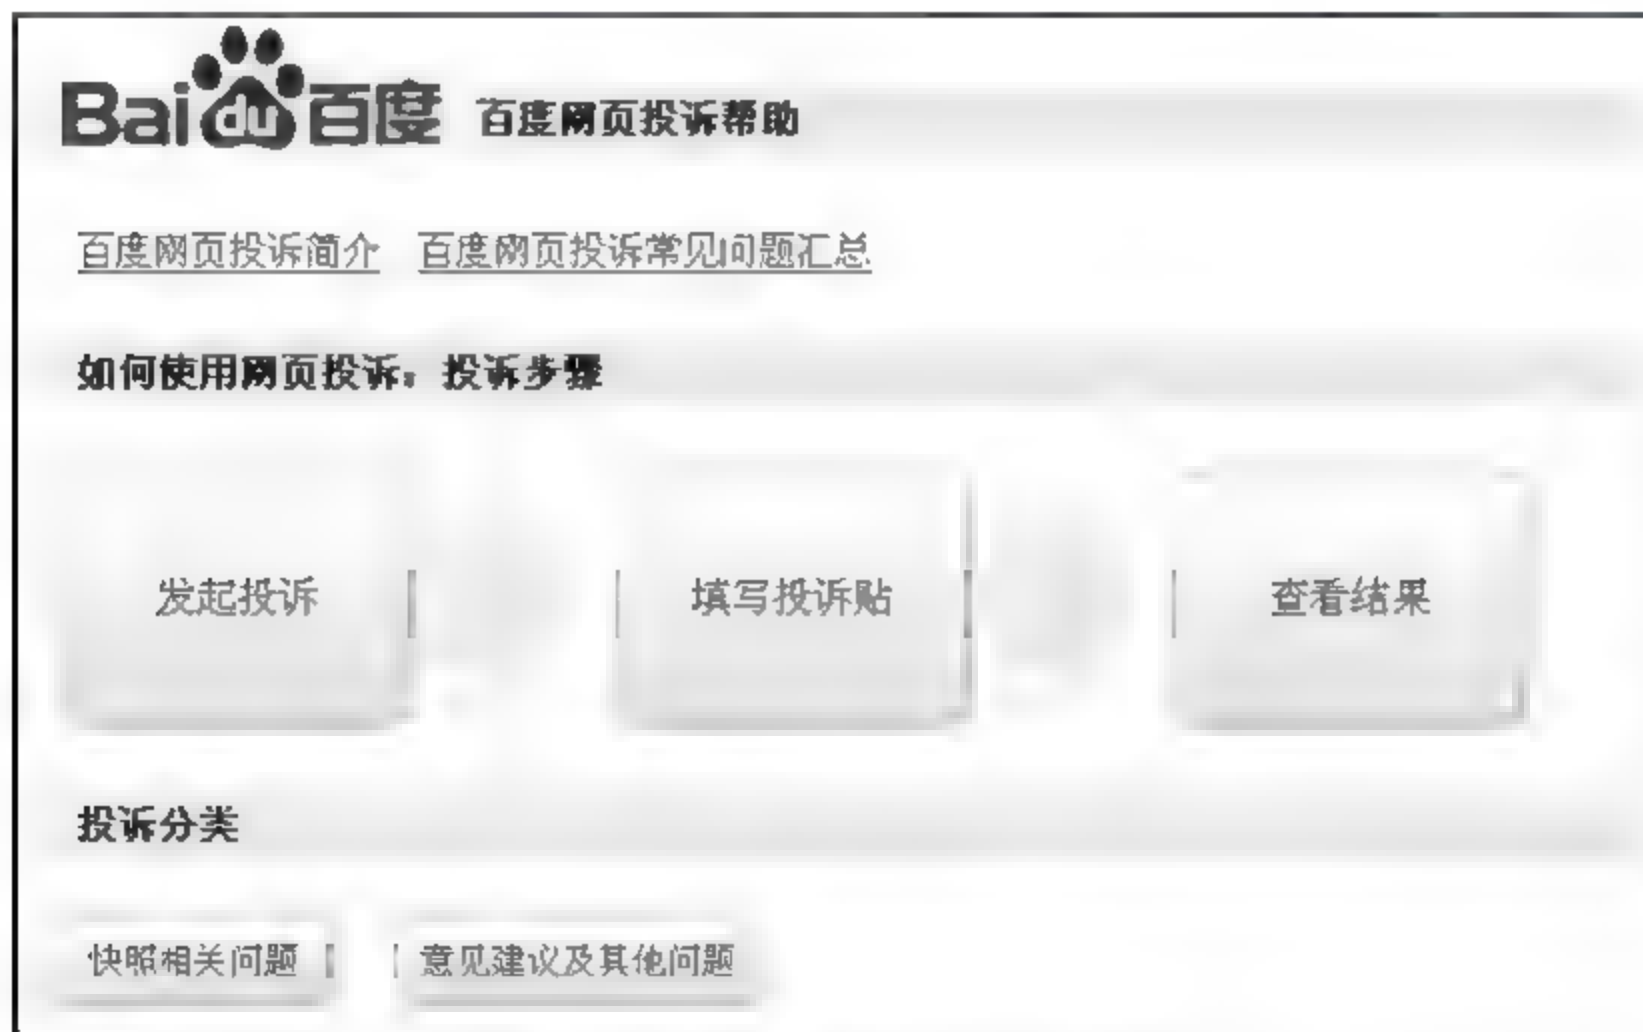 Bai du 百度 百度网页投诉帮助
百度网页投诉简介 百度网页投诉常见问题汇总
如何使用网页投诉，投诉步骤
发起投诉 填写投诉贴 查看结果
投诉分类
快照相关问题 意见建议及其他问题